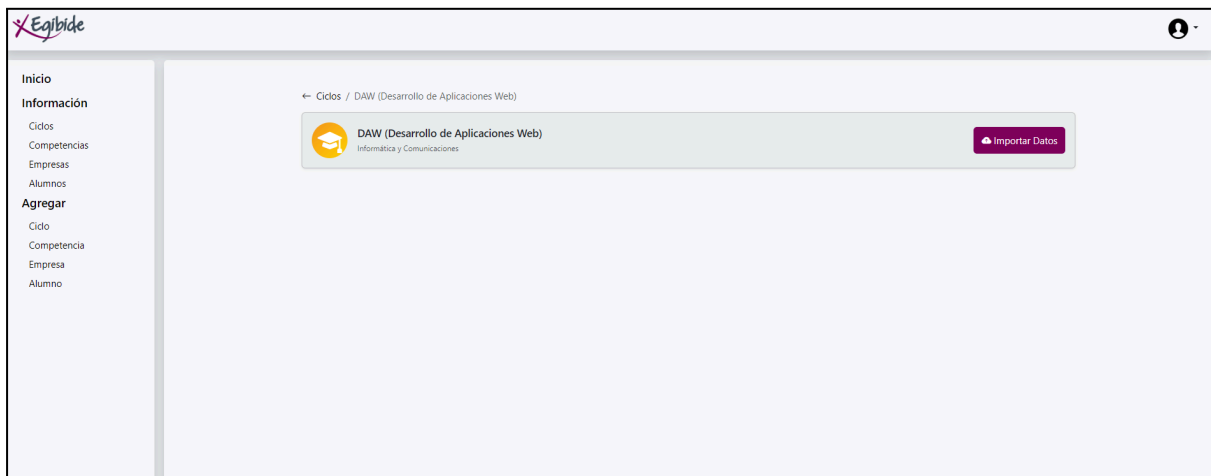 Egibide
Inicio
Información
Ciclos
Competencias
Empresas
Alumnos
Agregar
Ciclo
Competencia
Empresa
Alumno
← Ciclos / DAW (Desarrollo de Aplicaciones Web)
DAW (Desarrollo de Aplicaciones Web)
Informática y Comunicaciones
Importar Datos